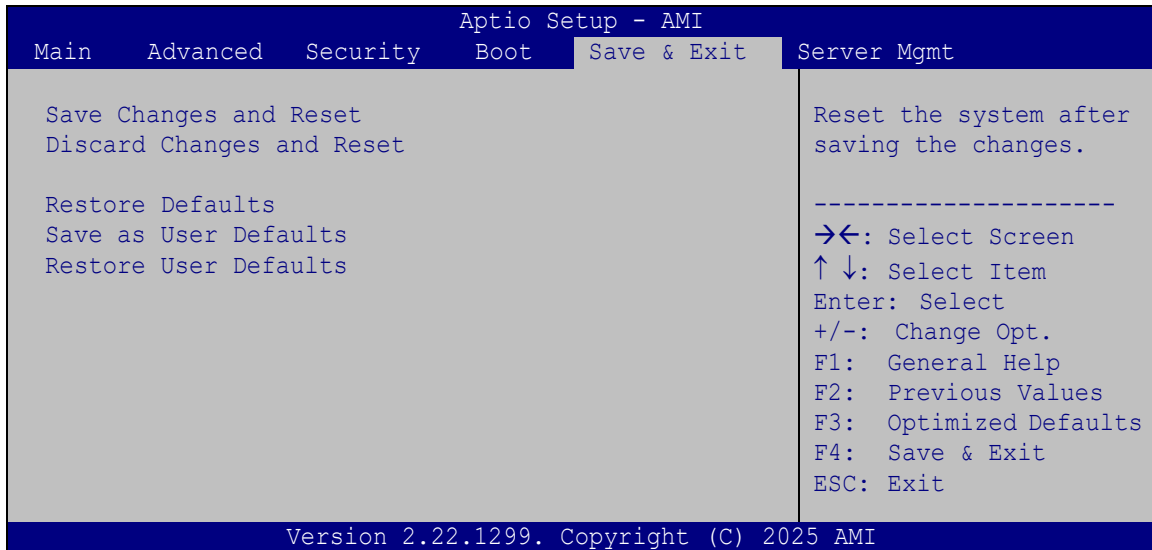 Aptio Setup - AMI
Main Advanced Security Boot Save & Exit Server Mgmt
Save Changes and Reset
Discard Changes and Reset
Restore Defaults
Save as User Defaults
Restore User Defaults
Reset the system after
saving the changes.
---------------------
→←: Select Screen
↑ ↓: Select Item
Enter: Select
+/-: Change Opt.
F1: General Help
F2: Previous Values
F3: Optimized Defaults
F4: Save & Exit
ESC: Exit
Version 2.22.1299. Copyright (C) 2025 AMI